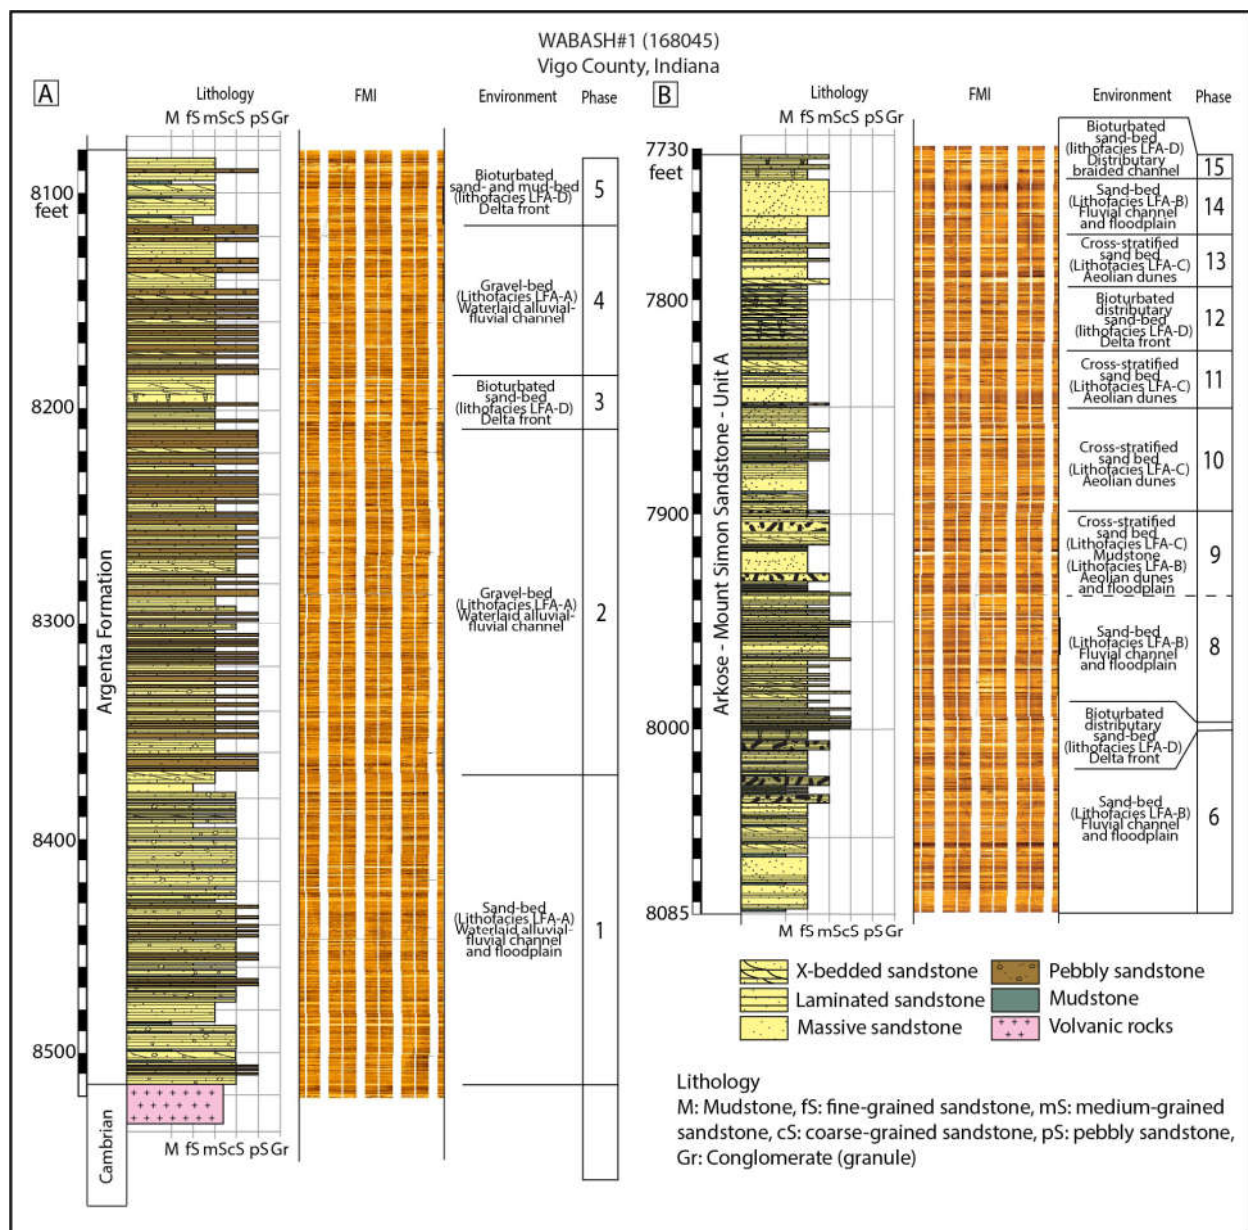 WABASH#1 (168045)
Vigo County, Indiana
A
Lithology
FMI
Environment
Phase
M fS mScS pS Gr
8100
feet
8200
8300
8400
8500
Argenta Formation
Cambrian
Bioturbated
sand- and mud-bed
(lithofacies LFA-D)
Delta front
5
Gravel-bed
(Lithofacies LFA-A)
Waterlaid alluvial-
fluvial channel
4
Bioturbated
sand-bed
(lithofacies LFA-D)
Delta front
3
Gravel-bed
(Lithofacies LFA-A)
Waterlaid alluvial-
fluvial channel
2
Sand-bed
(Lithofacies LFA-A)
Waterlaid alluvial-
fluvial channel
and floodplain
1
M fS mScS pS Gr
B
Lithology
FMI
Environment
Phase
M fS mScS pS Gr
7730
feet
7800
7900
8000
8085
Arkose - Mount Simon Sandstone - Unit A
Bioturbated
sand-bed
(lithofacies LFA-D)
Distributary
braided channel
15
Sand-bed
(Lithofacies LFA-B)
Fluvial channel
and floodplain
14
Cross-stratified
sand bed
(Lithofacies LFA-C)
Aeolian dunes
13
Bioturbated
distributary
sand-bed
(lithofacies LFA-D)
Delta front
12
Cross-stratified
sand bed
(Lithofacies LFA-C)
Aeolian dunes
11
Cross-stratified
sand bed
(Lithofacies LFA-C)
Aeolian dunes
10
Cross-stratified
sand bed
(Lithofacies LFA-C)
Mudstone
(Lithofacies LFA-B)
Aeolian dunes
and floodplain
9
Sand-bed
(Lithofacies LFA-B)
Fluvial channel
and floodplain
8
Bioturbated
distributary
sand-bed
(lithofacies LFA-D)
Delta front
Sand-bed
(Lithofacies LFA-B)
Fluvial channel
and floodplain
6
M fS mScS pS Gr
X-bedded sandstone
Laminated sandstone
Massive sandstone
Pebbly sandstone
Mudstone
Volcanic rocks
Lithology
M: Mudstone, fS: fine-grained sandstone, mS: medium-grained
sandstone, cS: coarse-grained sandstone, pS: pebbly sandstone,
Gr: Conglomerate (granule)